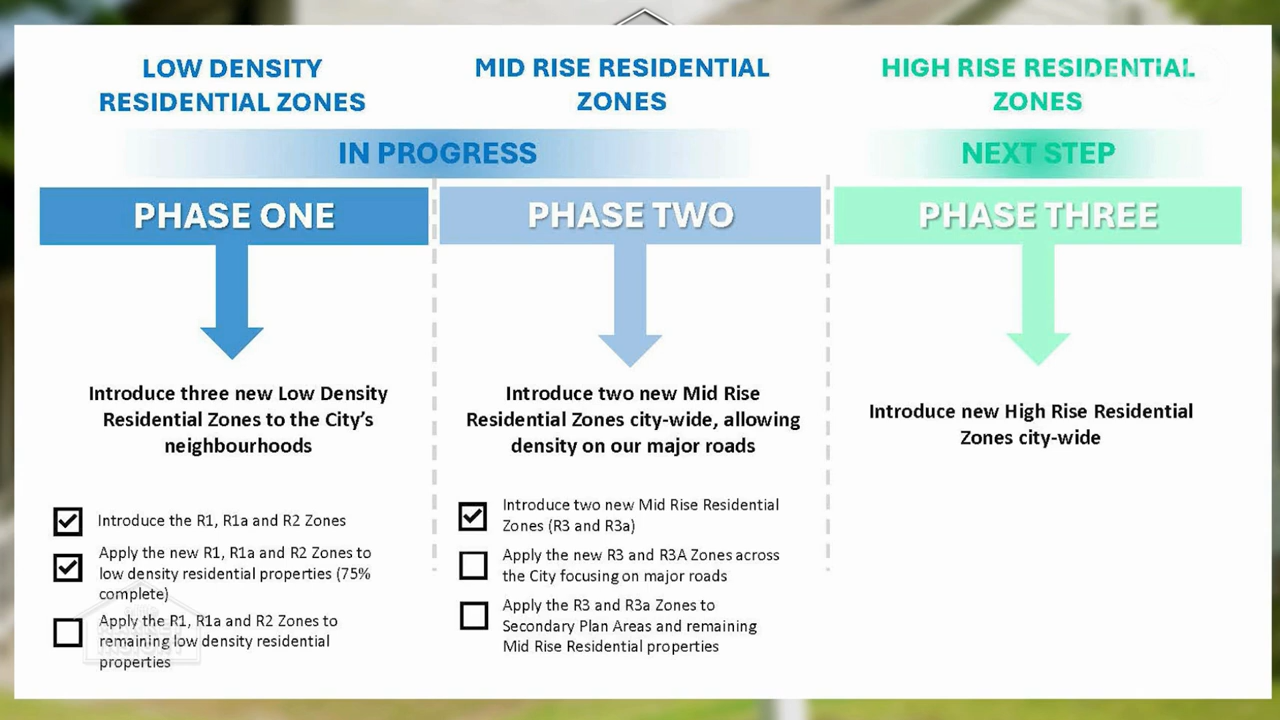 LOW DENSITY
RESIDENTIAL ZONES
MID RISE RESIDENTIAL
ZONES
HIGH RISE RESIDENTIAL
ZONES
IN PROGRESS
NEXT STEP
PHASE ONE
PHASE TWO
PHASE THREE
Introduce three new Low Density
Residential Zones to the City's
neighbourhoods
Introduce the R1, R1a and R2 Zones
Apply the new R1, R1a and R2 Zones to
low density residential properties (75%
complete)
Apply the R1, R1a and R2 Zones to
remaining low density residential
properties
Introduce two new Mid Rise
Residential Zones city-wide, allowing
density on our major roads
Introduce two new Mid Rise Residential
Zones (R3 and R3a)
Apply the new R3 and R3A Zones across
the City focusing on major roads
Apply the R3 and R3a Zones to
Secondary Plan Areas and remaining
Mid Rise Residential properties
Introduce new High Rise Residential
Zones city-wide